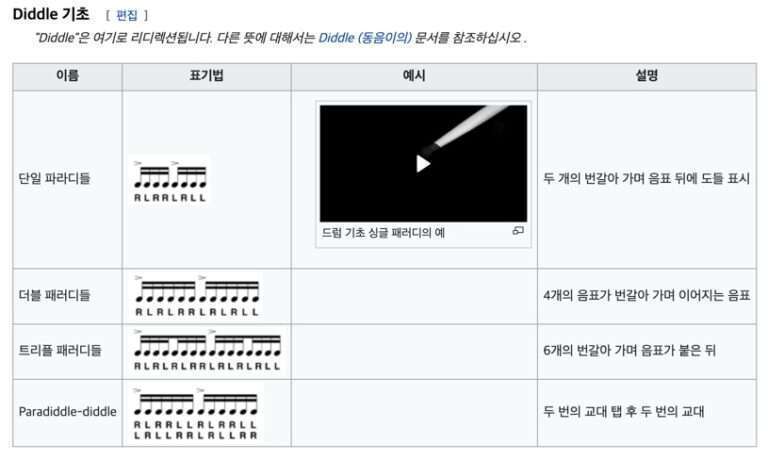 Diddle 기초 [ 편집 ]
"Diddle"은 여기로 리디렉션됩니다. 다른 뜻에 대해서는 Diddle (동음이의) 문서를 참조하십시오 .
이름 표기법 예시 설명
단일 파라디들
R L R R L R L L
드럼 기초 싱글 패러디의 예
두 개의 번갈아 가며 음표 뒤에 도들 표시
더블 패러디들
R L R L R R L R L R L L
4개의 음표가 번갈아 가며 이어지는 음표
트리플 패러디들
R L R L R L R R L R L R L R L L
6개의 번갈아 가며 음표가 붙은 뒤
Paradiddle-diddle
R L R R L L R L R R L L
L R L L R R L R L L R R
두 번의 교대 탭 후 두 번의 교대